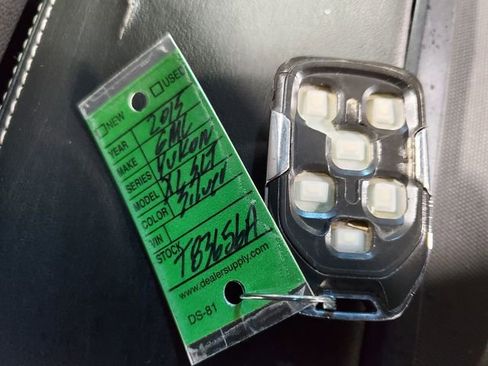 NEW USED
YEAR 2015
MAKE GMC
SERIES Yukon
MODEL XL SLT
COLOR Silver
VIN
STOCK TB3656A
www.dealersupply.com
DS-81